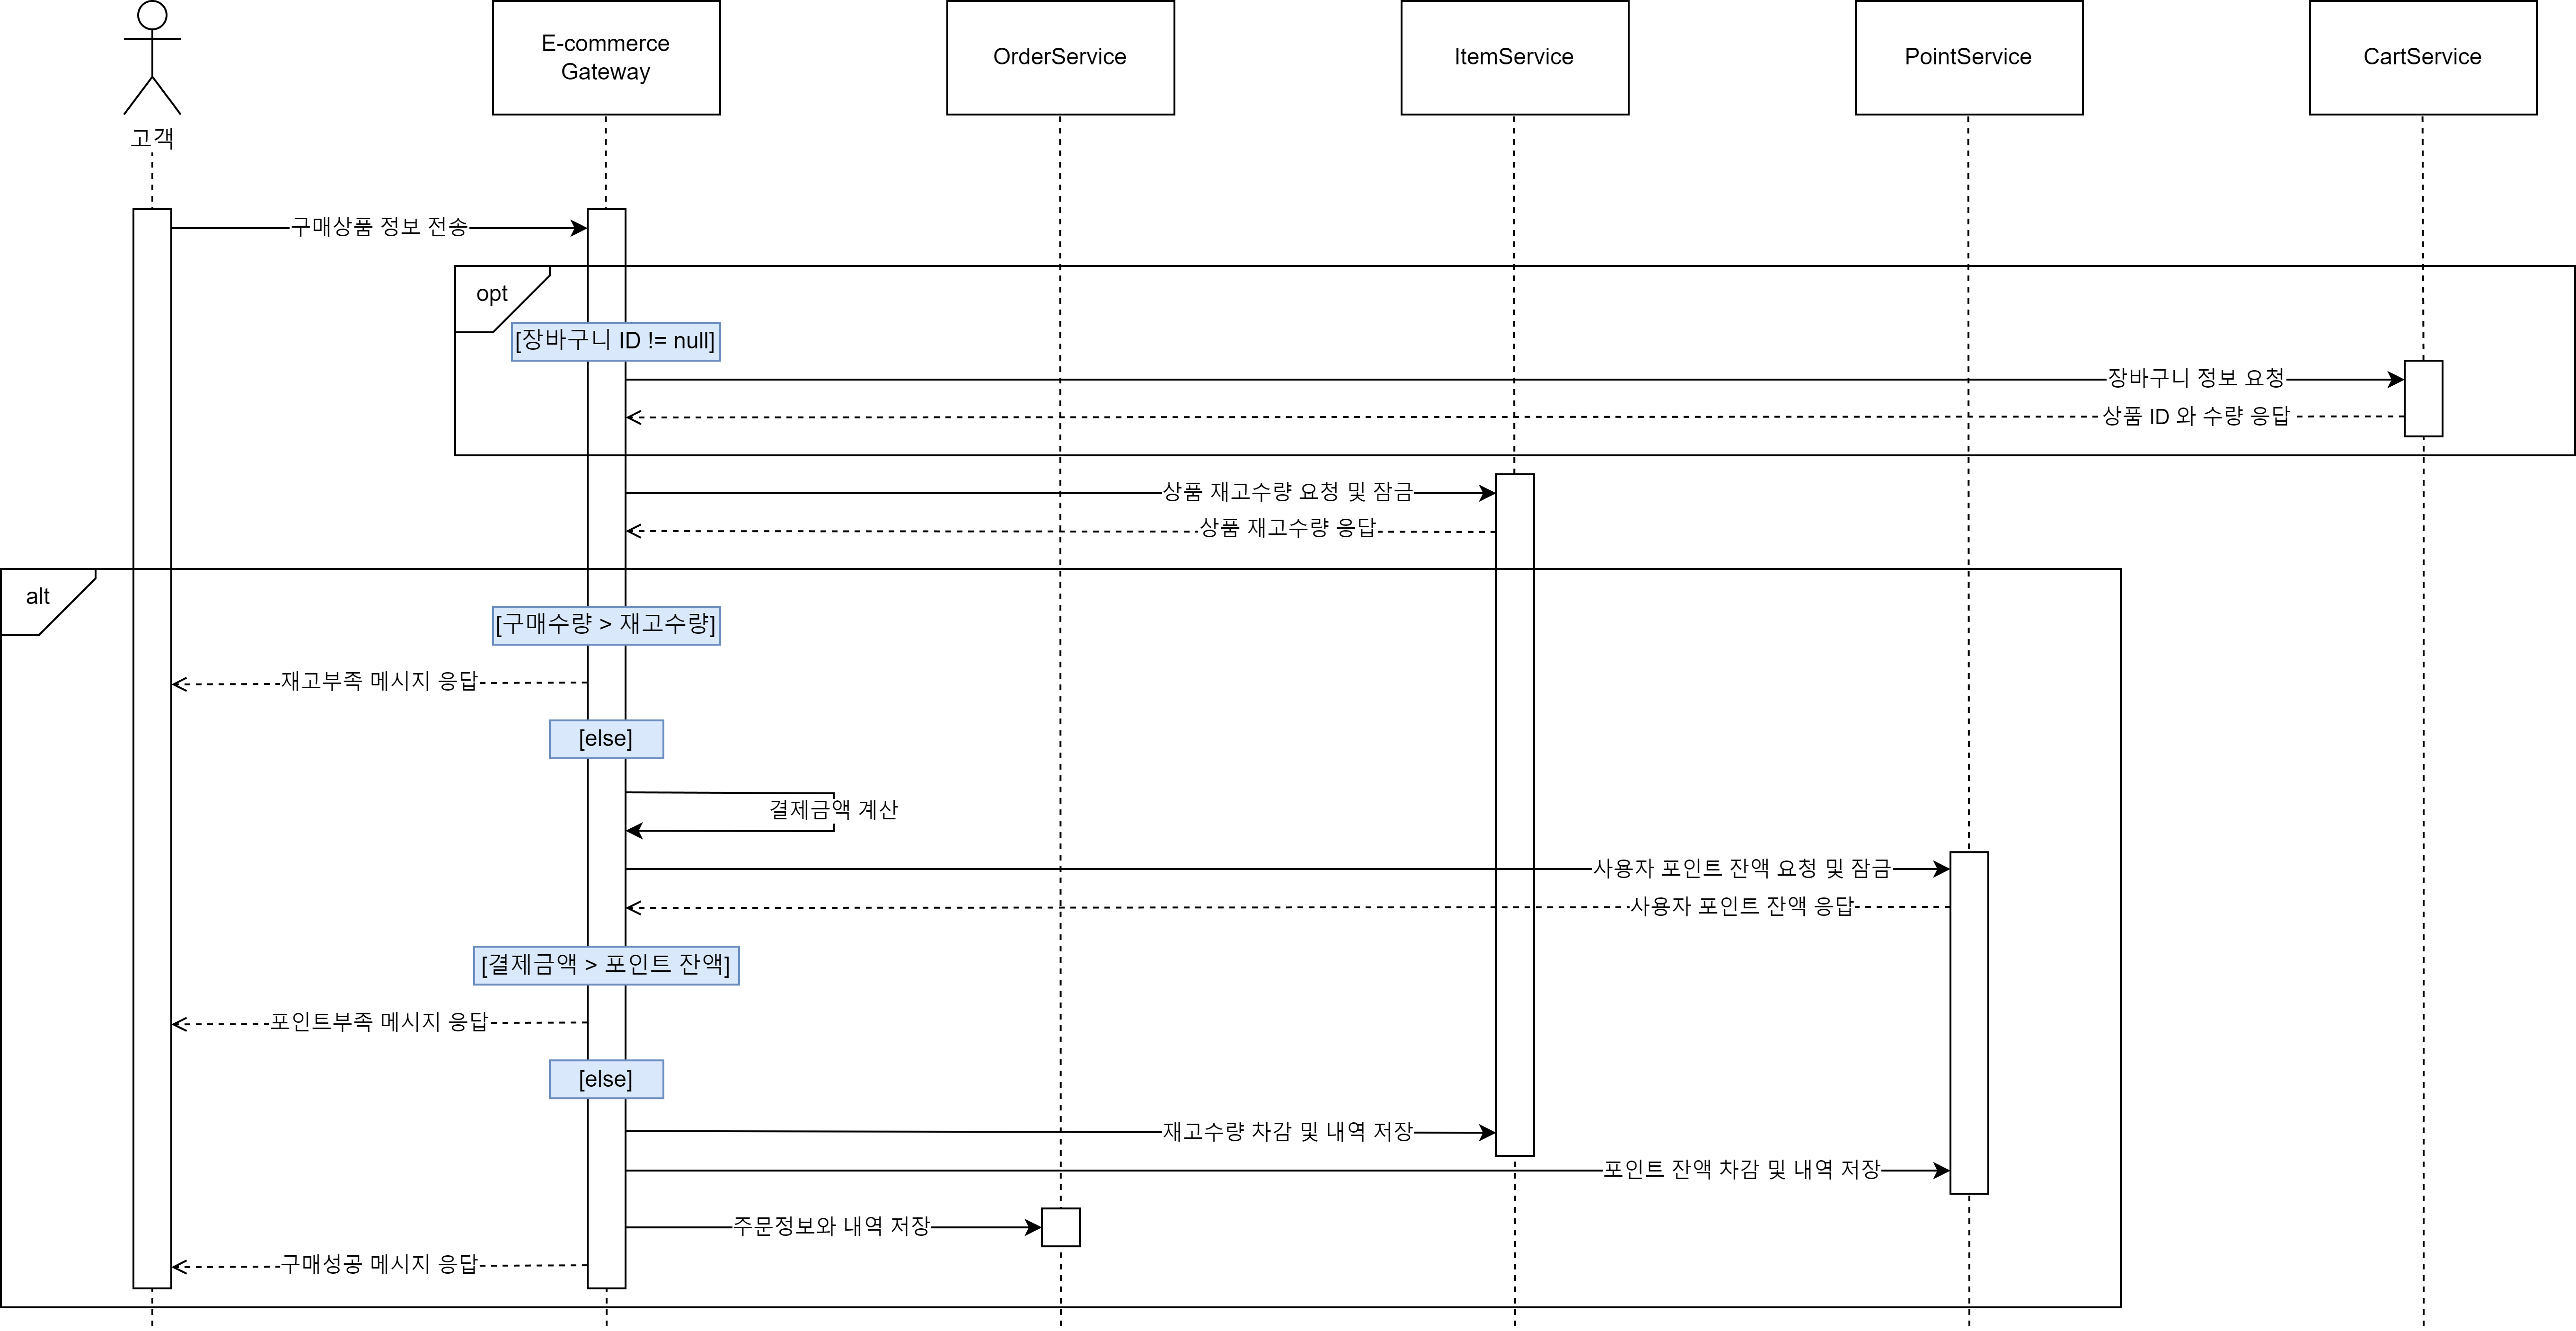 고객
E-commerce
Gateway
OrderService
ItemService
PointService
CartService
구매상품 정보 전송
opt
[장바구니 ID != null]
장바구니 정보 요청
상품 ID 와 수량 응답
상품 재고수량 요청 및 잠금
상품 재고수량 응답
alt
[구매수량 > 재고수량]
재고부족 메시지 응답
[else]
결제금액 계산
사용자 포인트 잔액 요청 및 잠금
사용자 포인트 잔액 응답
[결제금액 > 포인트 잔액]
포인트부족 메시지 응답
[else]
재고수량 차감 및 내역 저장
포인트 잔액 차감 및 내역 저장
주문정보와 내역 저장
구매성공 메시지 응답